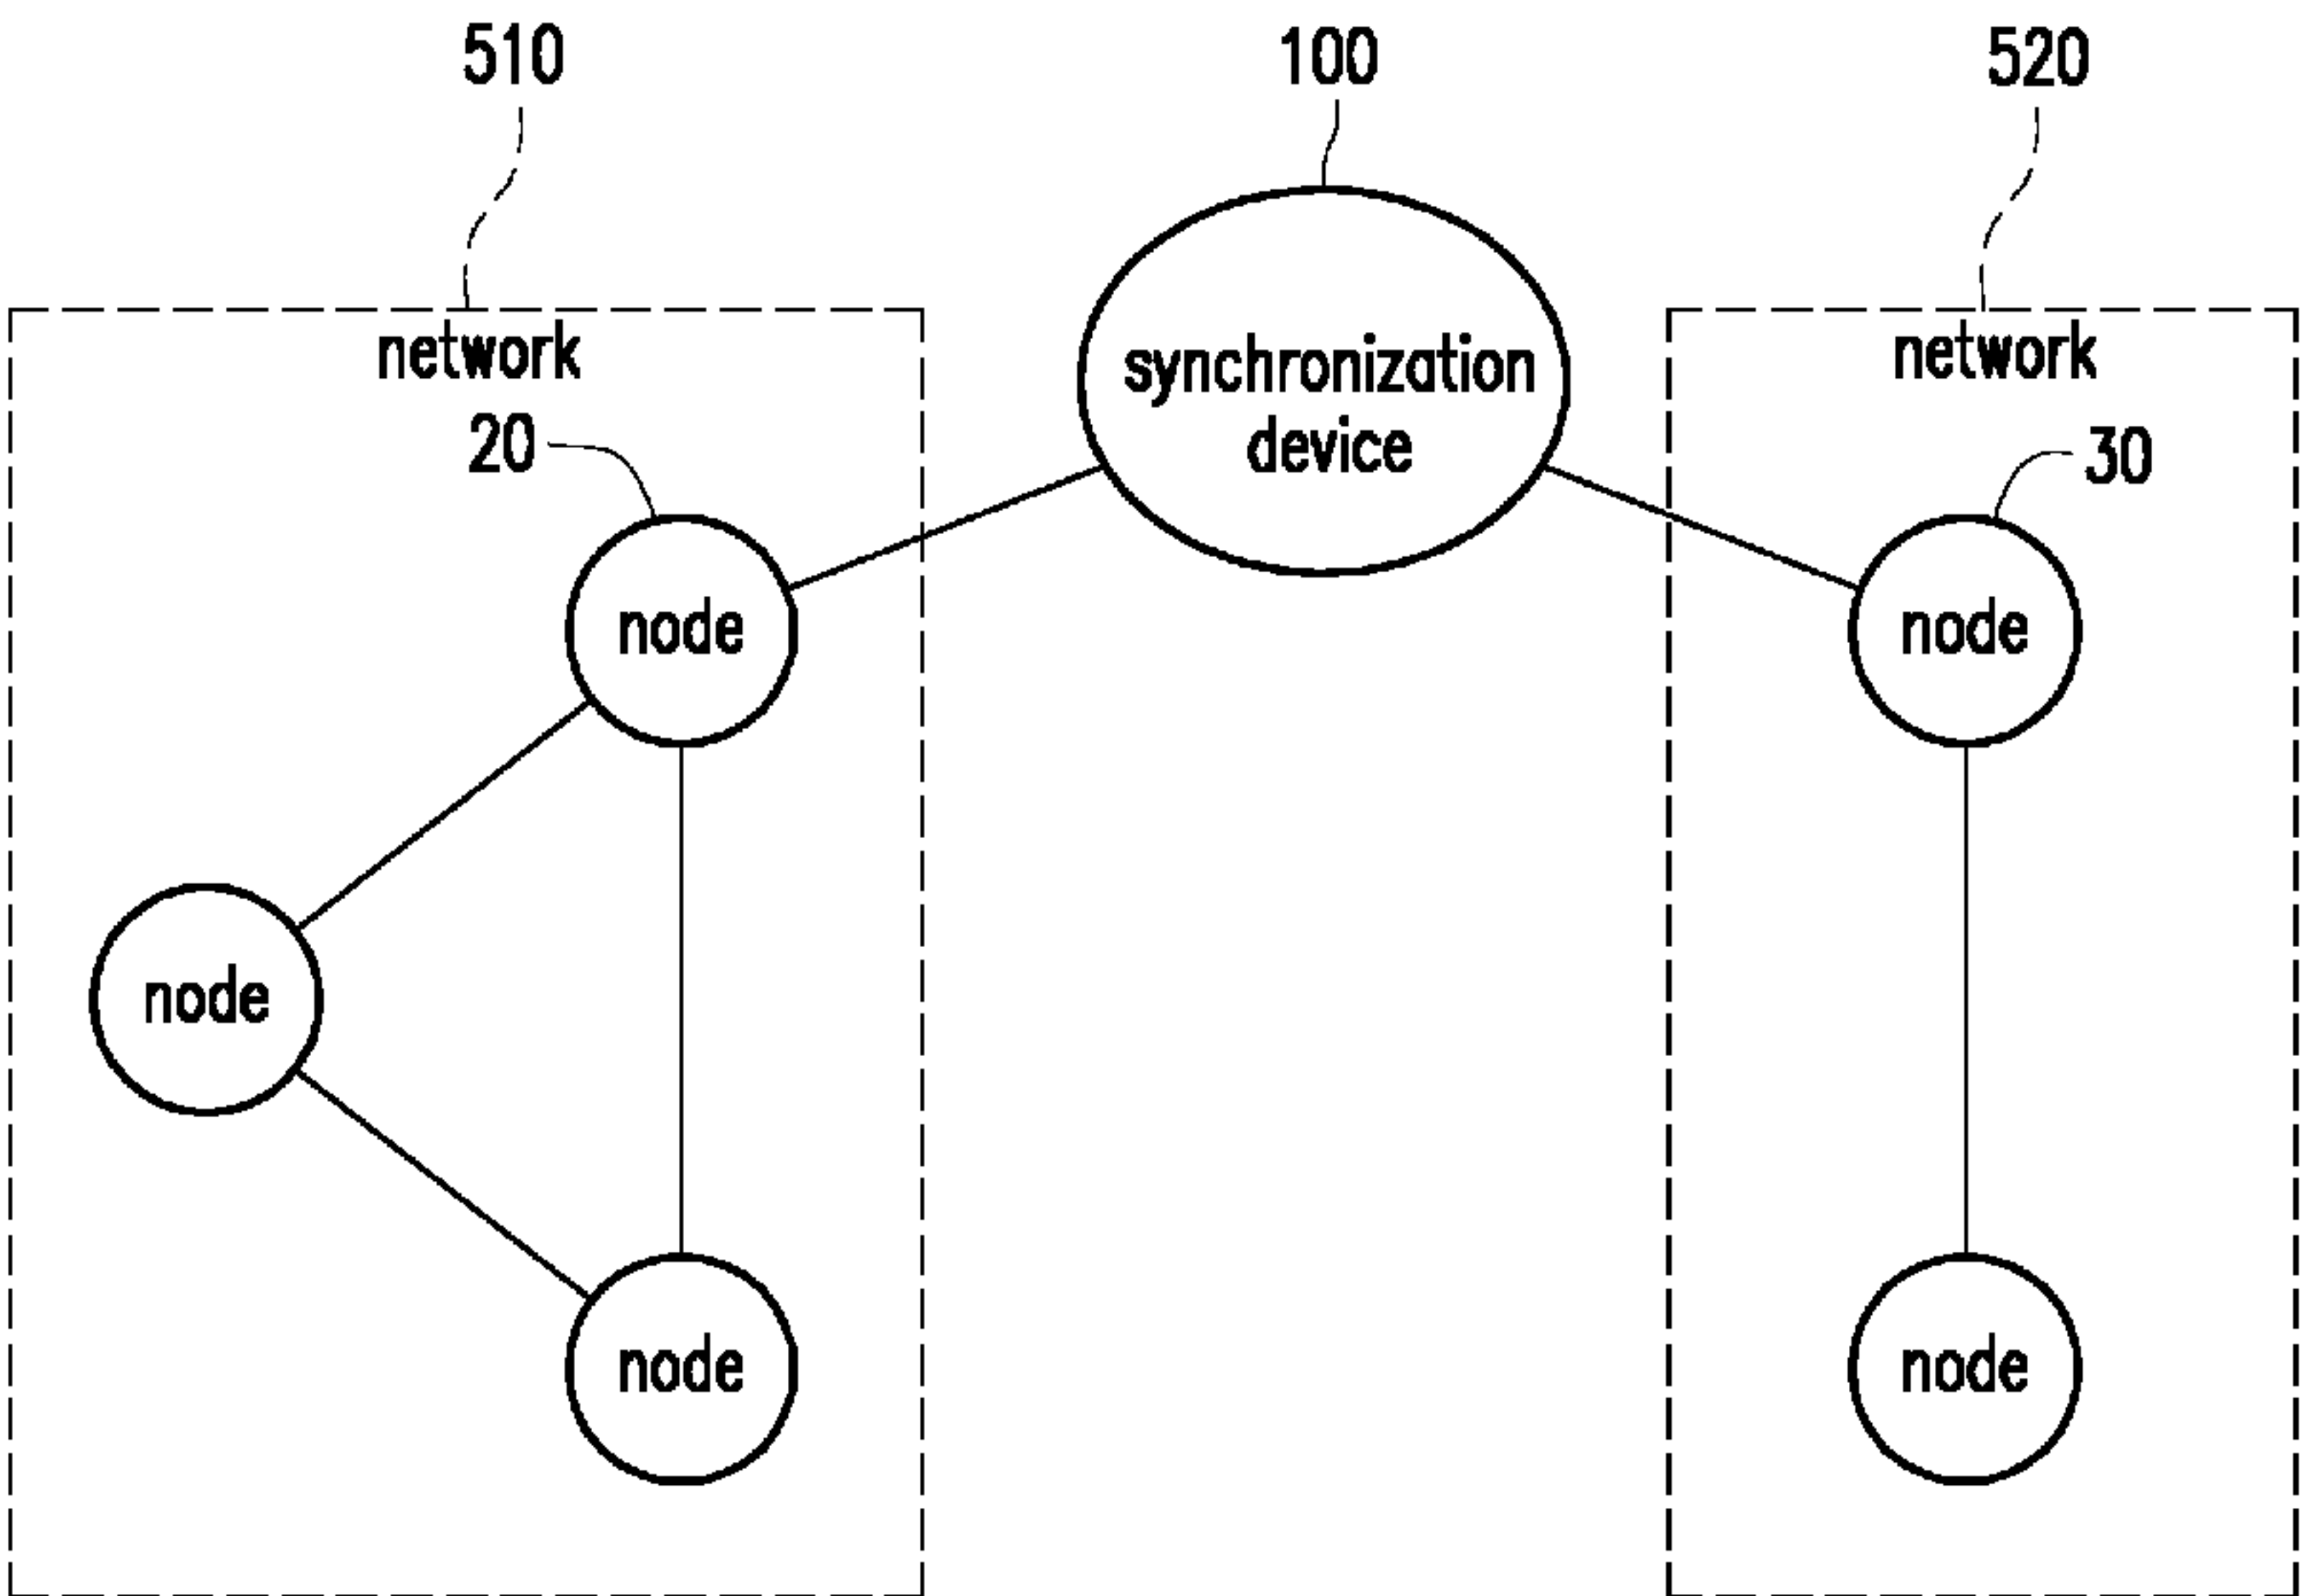 510
100
520
network
synchronization
device
network
20
30
node
node
node
node
node